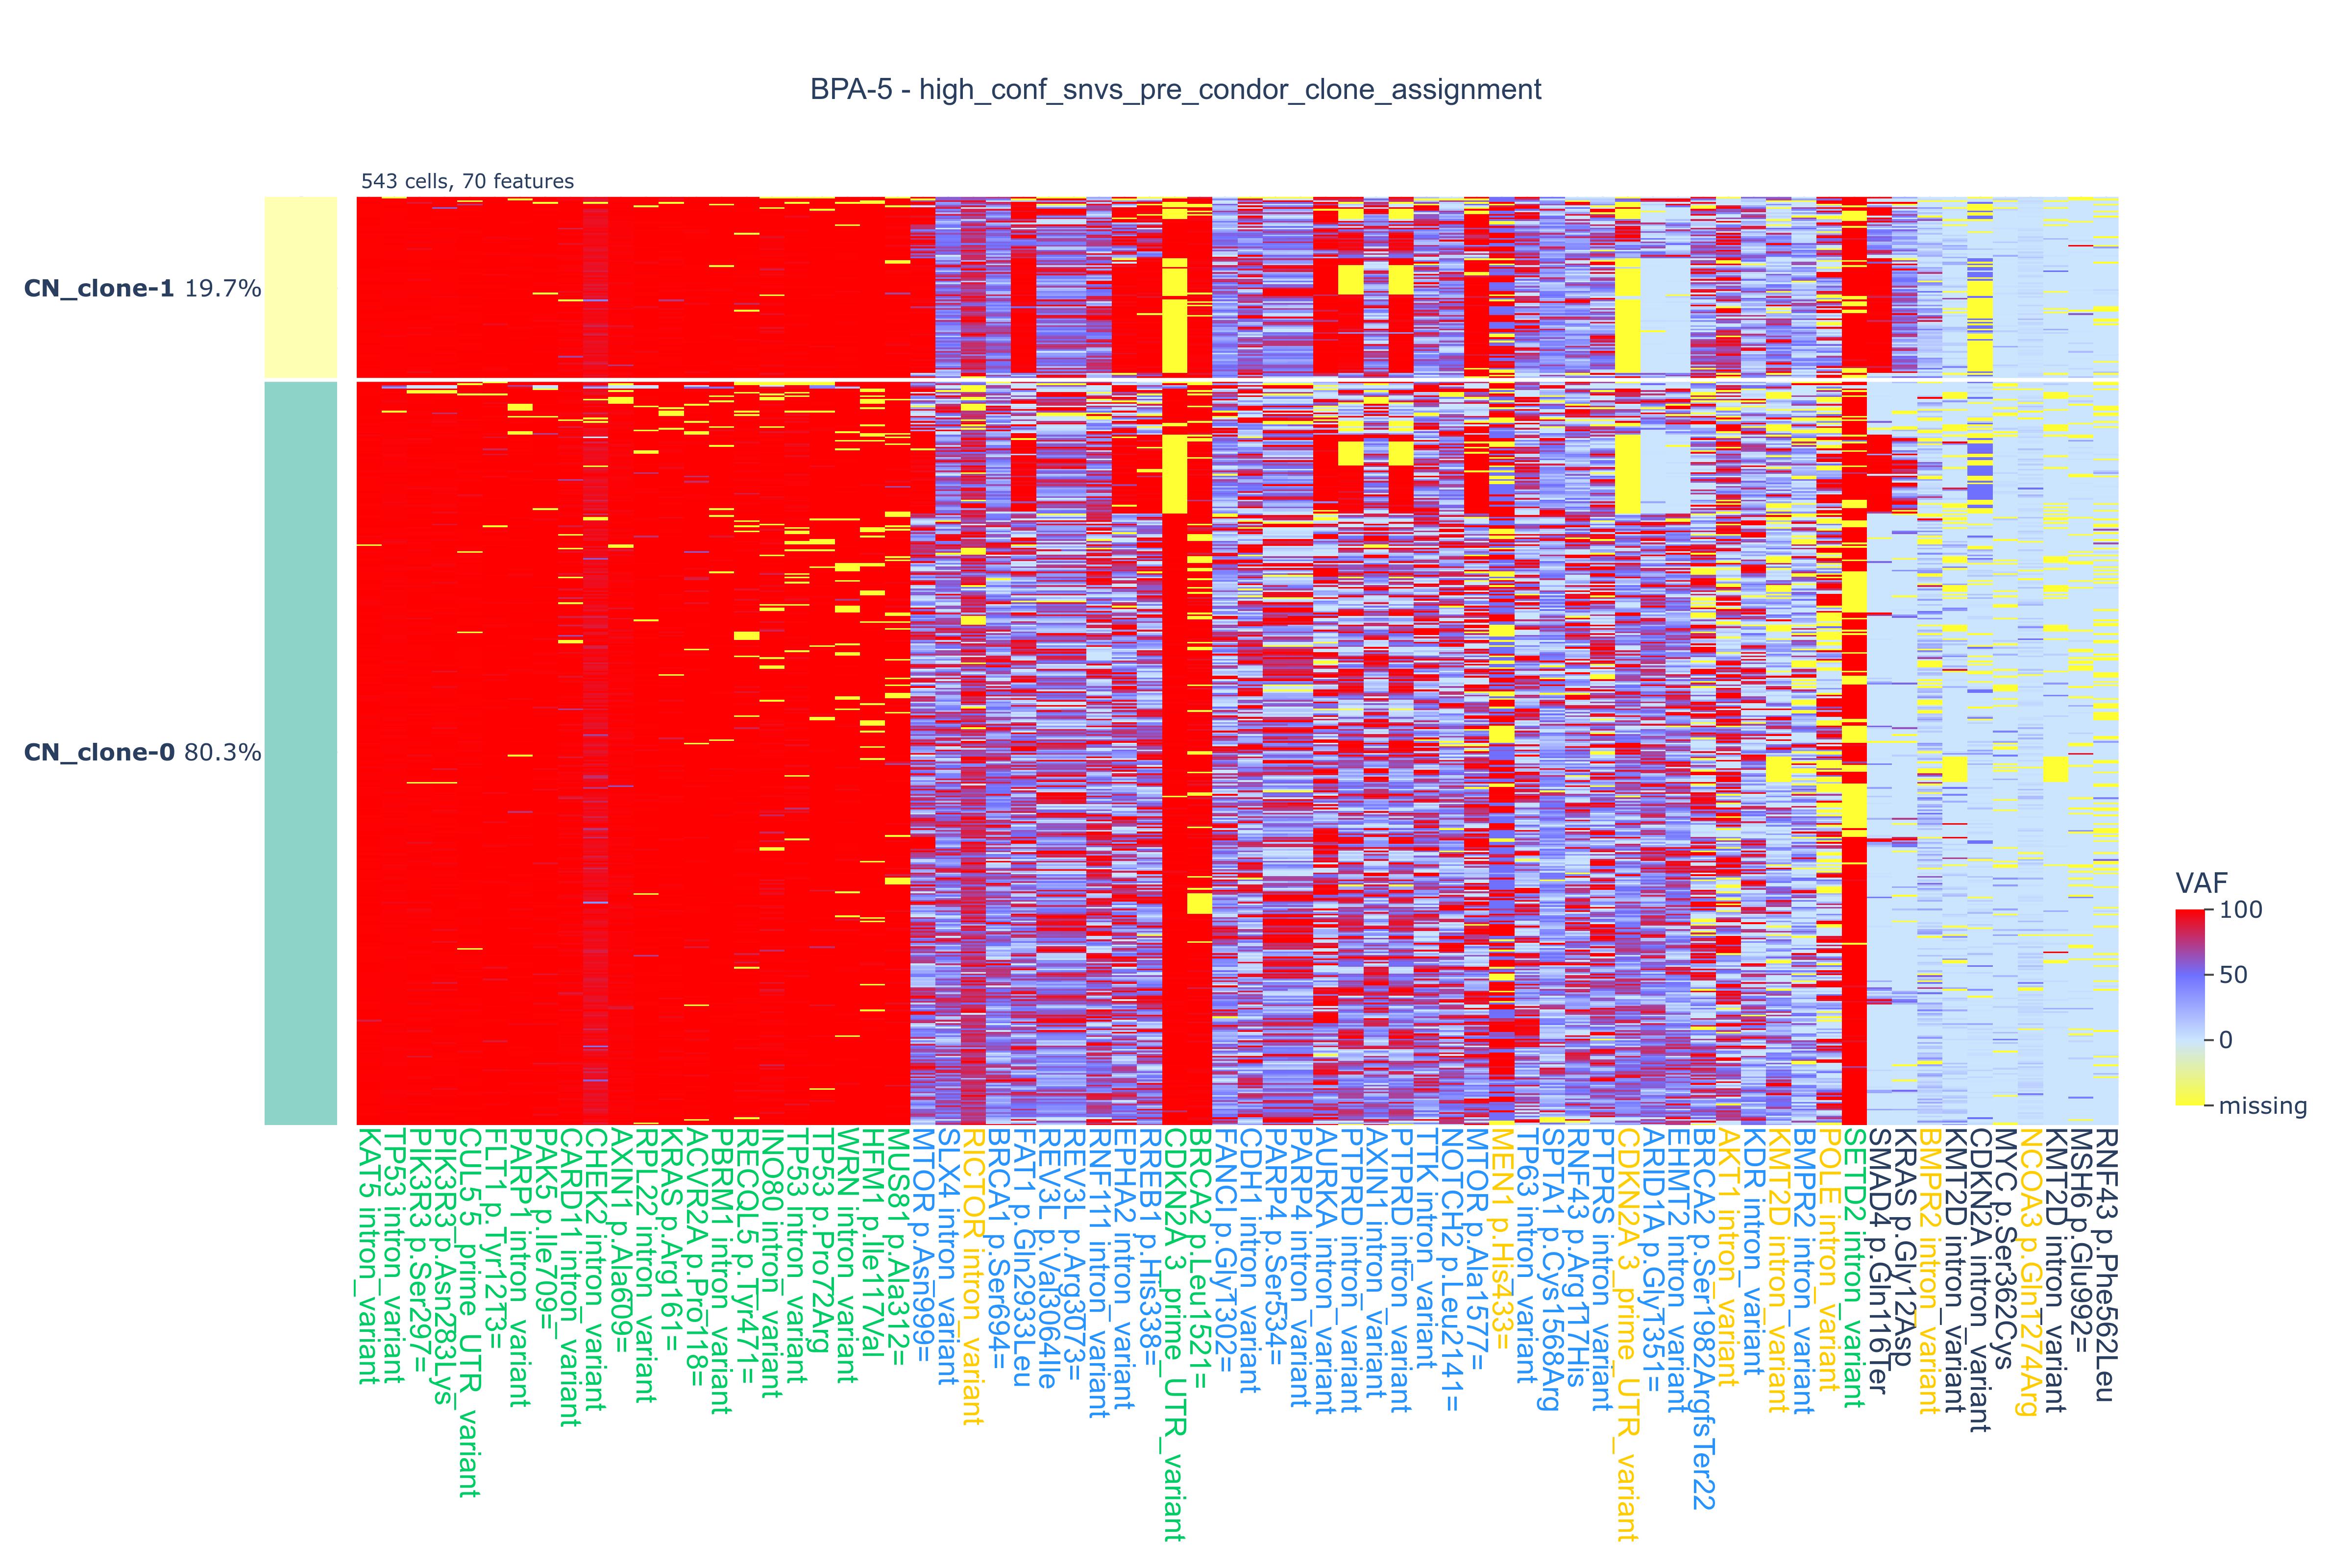 BPA-5 - high_conf_snvs_pre_condor_clone_assignment
543 cells, 70 features
CN_clone-1 19.7%
CN_clone-0 80.3%
VAF
100
50
0
missing
KAT5 intron_variant
TP53 intron_variant
PIK3R3 p.Ser297=
PIK3R3 p.Asn283Lys
CUL5 5_prime_UTR_variant
FLT1 p.Tyr1213=
PARP1 intron_variant
PAK5 p.Ile709=
CARD11 intron_variant
CHEK2 intron_variant
AXIN1 p.Ala609=
RPL22 intron_variant
KRAS p.Arg161=
ACVR2A p.Pro118=
PBRM1 intron_variant
RECQL5 p.Tyr471=
INO80 intron_variant
TP53 intron_variant
TP53 p.Pro72Arg
WRN intron_variant
HFM1 p.Ile117Val
MUS81 p.Ala312=
MTOR p.Asn999=
SLX4 intron_variant
RICTOR intron_variant
BRCA1 p.Ser694=
FAT1 p.Gln2933Leu
REV3L p.Val3064Ile
REV3L p.Arg3073=
RNF111 intron_variant
EPHA2 intron_variant
RREB1 p.His338=
CDKN2A 3_prime_UTR_variant
BRCA2 p.Leu1521=
FANCI p.Gly1302=
CDH1 intron_variant
PARP4 p.Ser534=
PARP4 intron_variant
AURKA intron_variant
PTPRD intron_variant
AXIN1 intron_variant
PTPRD intron_variant
TTK intron_variant
NOTCH2 p.Leu2141=
MTOR p.Ala1577=
MEN1 p.His433=
TP63 intron_variant
SPTA1 p.Cys1568Arg
RNF43 p.Arg117His
PTPRS intron_variant
CDKN2A 3_prime_UTR_variant
ARID1A p.Gly1351=
EHMT2 intron_variant
BRCA2 p.Ser1982ArgfsTer22
AKT1 intron_variant
KDR intron_variant
KMT2D intron_variant
BMPR2 intron_variant
POLE intron_variant
SETD2 intron_variant
SMAD4 p.Gln116Ter
KRAS p.Gly12Asp
BMPR2 intron_variant
KMT2D intron_variant
CDKN2A intron_variant
MYC p.Ser362Cys
NCOA3 p.Gln1274Arg
KMT2D intron_variant
MSH6 p.Glu992=
RNF43 p.Phe562Leu